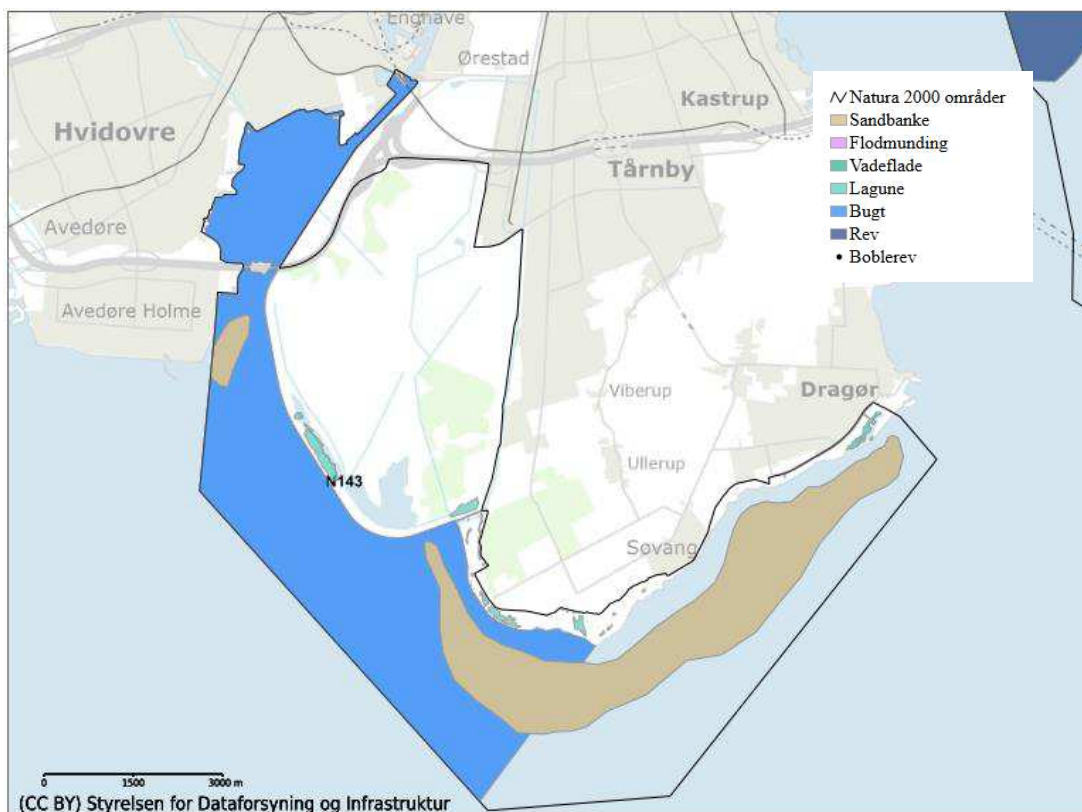 Enghave
Ørestad
Hvidovre
Kastrup
Tårnby
Avedøre
Avedøre Holme
Viberup
Dragør
Ullerup
N143
Søvang
Natura 2000 områder
Sandbanke
Flodmunding
Vadeflade
Lagune
Bugt
Rev
Boblerev
0 1500 3000 m
(CC BY) Styrelsen for Dataforsyning og Infrastruktur